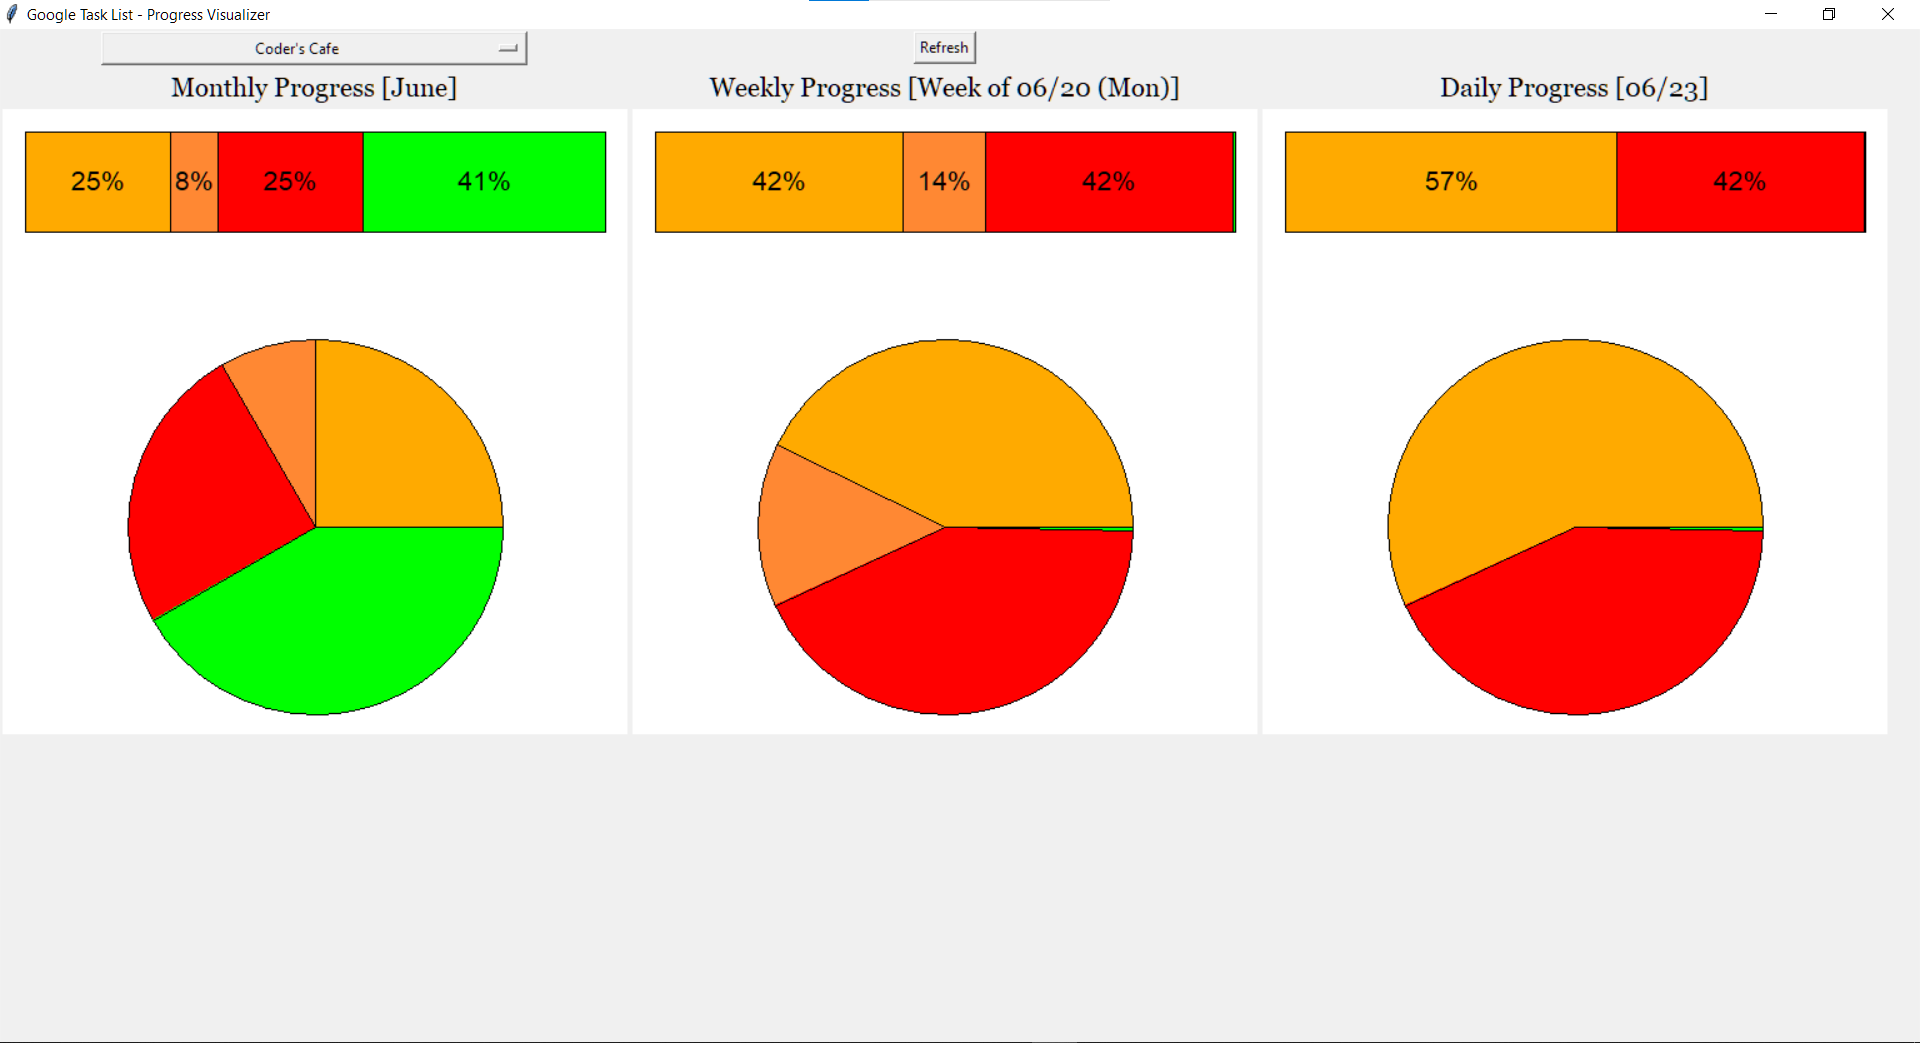 Google Task List - Progress Visualizer
Coder's Cafe
Refresh
Monthly Progress [June]
Weekly Progress [Week of 06/20 (Mon)]
Daily Progress [06/23]
25% 8% 25% 41%
42% 14% 42%
57% 42%